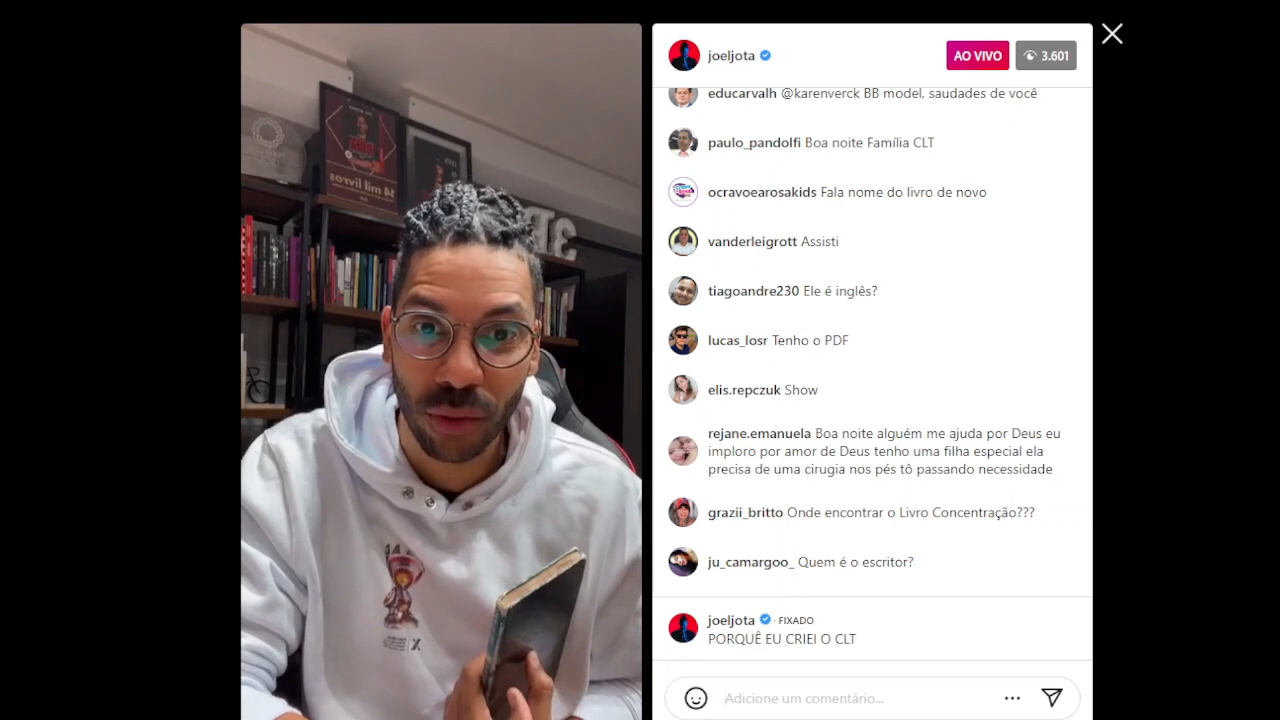 joeljota
AO VIVO
3.601
educarvalh @karenverck BB model, saudades de você
paulo_pandolfi Boa noite Família CLT
ocravoearosakids Fala nome do livro de novo
vanderleigrott Assisti
tiagoandre230 Ele é inglês?
lucas_losr Tenho o PDF
elis.repczuk Show
rejane.emanuela Boa noite alguém me ajuda por Deus eu
imploro por amor de Deus tenho uma filha especial ela
precisa de uma cirugia nos pés tô passando necessidade
grazii_britto Onde encontrar o Livro Concentração???
ju_camargoo_ Quem é o escritor?
joeljota · FIXADO
PORQUÊ EU CRIEI O CLT
Adicione um comentário...
14 mil livros